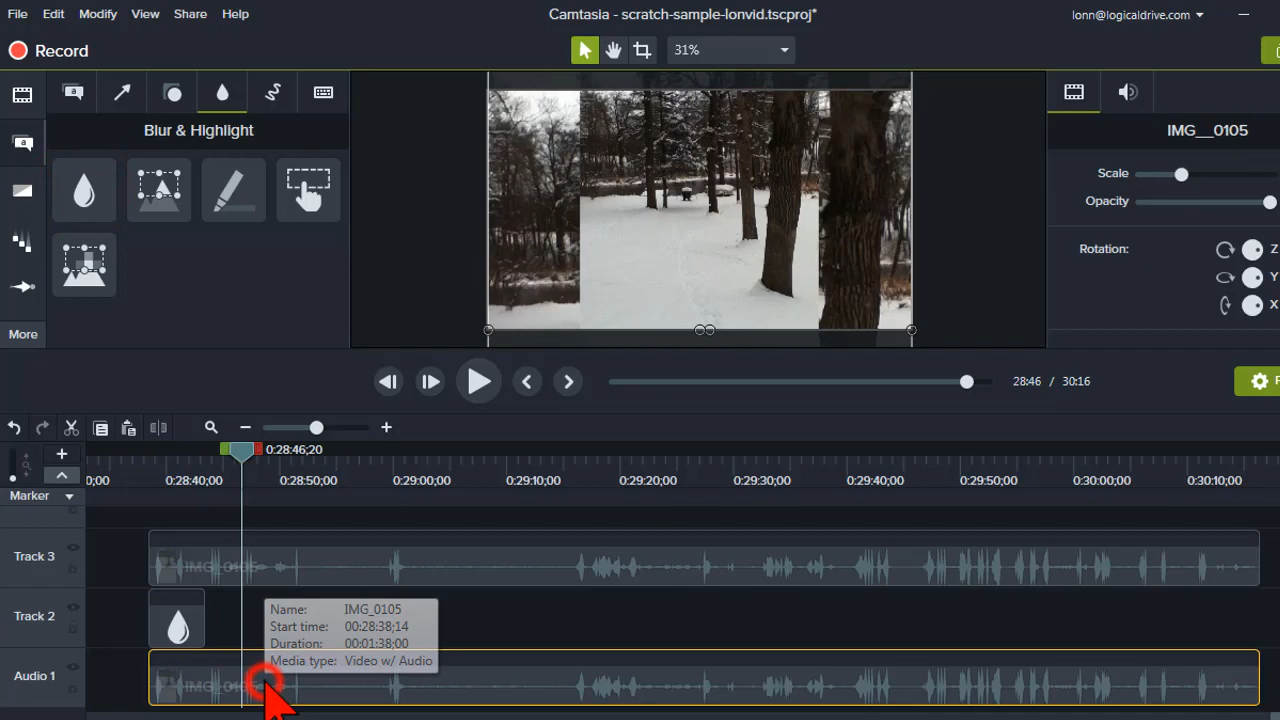 File Edit Modify View Share Help
Camtasia - scratch-sample-lonvid.tscproj*
lonn@logicaldrive.com
Record
31%
Blur & Highlight
IMG__0105
Scale
Opacity
Rotation:
Z
Y
X
More
28:46 / 30:16
0:28:46;20
0;00 0:28:40;00 0:28:50;00 0:29:00;00 0:29:10;00 0:29:20;00 0:29:30;00 0:29:40;00 0:29:50;00 0:30:00;00 0:30:10;00
Marker
Track 3
IMG_0105
Track 2
Name: IMG_0105
Start time: 00:28:38;14
Duration: 00:01:38;00
Media type: Video w/ Audio
Audio 1